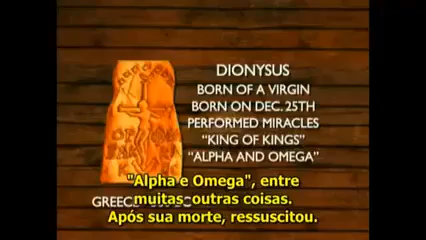 DIONYSUS
BORN OF A VIRGIN
BORN ON DEC. 25TH
PERFORMED MIRACLES
“KING OF KINGS”
“ALPHA AND OMEGA”
GREECE
"Alpha e Omega", entre
muitas outras coisas.
Após sua morte, ressuscitou.